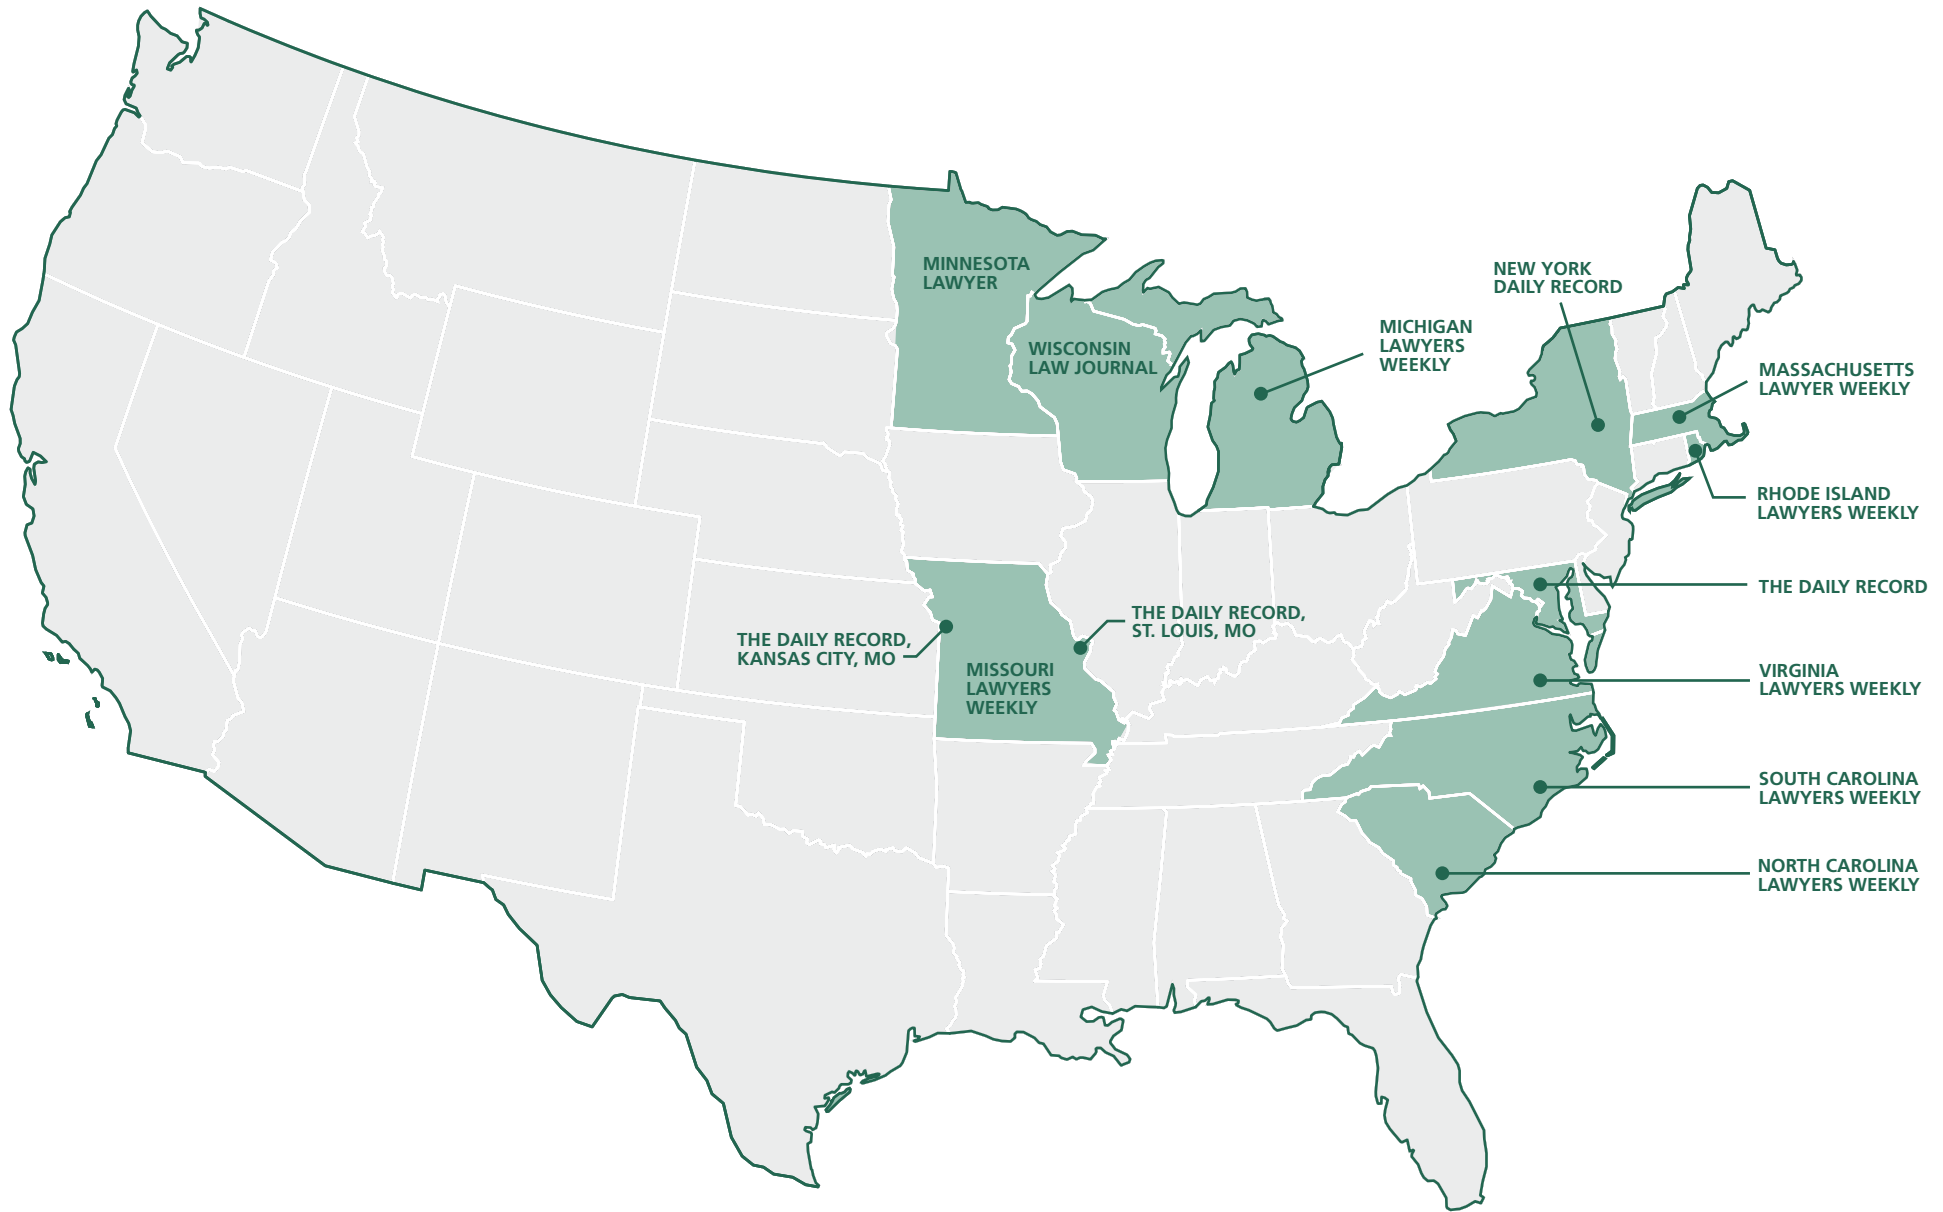 MINNESOTA
LAWYER
WISCONSIN
LAW JOURNAL
MICHIGAN
LAWYERS
WEEKLY
NEW YORK
DAILY RECORD
MASSACHUSETTS
LAWYER WEEKLY
RHODE ISLAND
LAWYERS WEEKLY
THE DAILY RECORD
THE DAILY RECORD,
KANSAS CITY, MO
THE DAILY RECORD,
ST. LOUIS, MO
MISSOURI
LAWYERS
WEEKLY
VIRGINIA
LAWYERS WEEKLY
SOUTH CAROLINA
LAWYERS WEEKLY
NORTH CAROLINA
LAWYERS WEEKLY